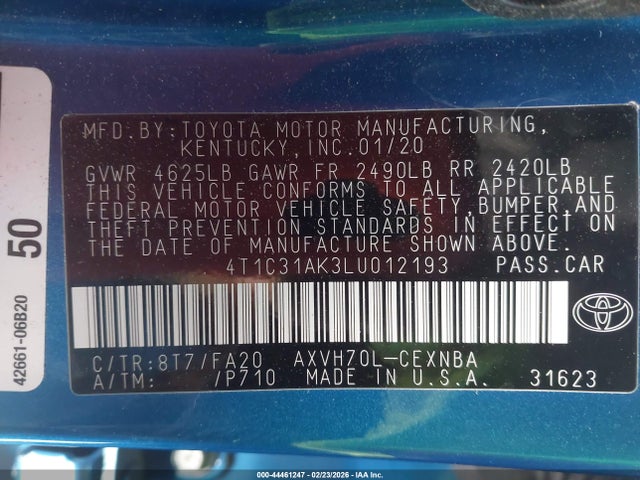 MFD.BY:TOYOTA MOTOR MANUFACTURING,
KENTUCKY, INC.01/20
GVWR 4625LB GAWR FR 2490LB RR 2420LB
THIS VEHICLE CONFORMS TO ALL APPLICABLE
FEDERAL MOTOR VEHICLE SAFETY,BUMPER,AND
THEFT PREVENTION STANDARDS IN EFFECT ON
THE DATE OF MANUFACTURE SHOWN ABOVE.
4T1C31AK3LU012193 PASS.CAR
C/TR:8T7/FA20 AXVH70L-CEXNBA
A/TM: /P710 MADE IN U.S.A. 31623
TOYOTA
50
42661-06B20
000-44461247 - 02/23/2026 - IAA Inc.